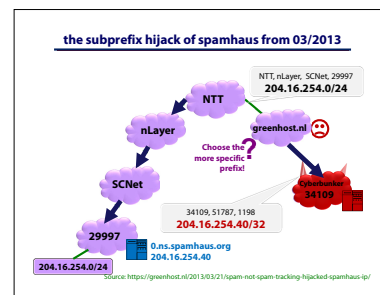 the subprefix hijack of spamhaus from 03/2013
NTT, nLayer, SCNet, 29997
204.16.254.0/24
NTT
nLayer
greenhost.nl
Choose the
more specific
prefix!
?
SCNet
Cyberbunker
34109
34109, 51787, 1198
204.16.254.40/32
29997
0.ns.spamhaus.org
204.16.254.40
204.16.254.0/24
Source: https://greenhost.nl/2013/03/21/spam-not-spam-tracking-hijacked-spamhaus-ip/